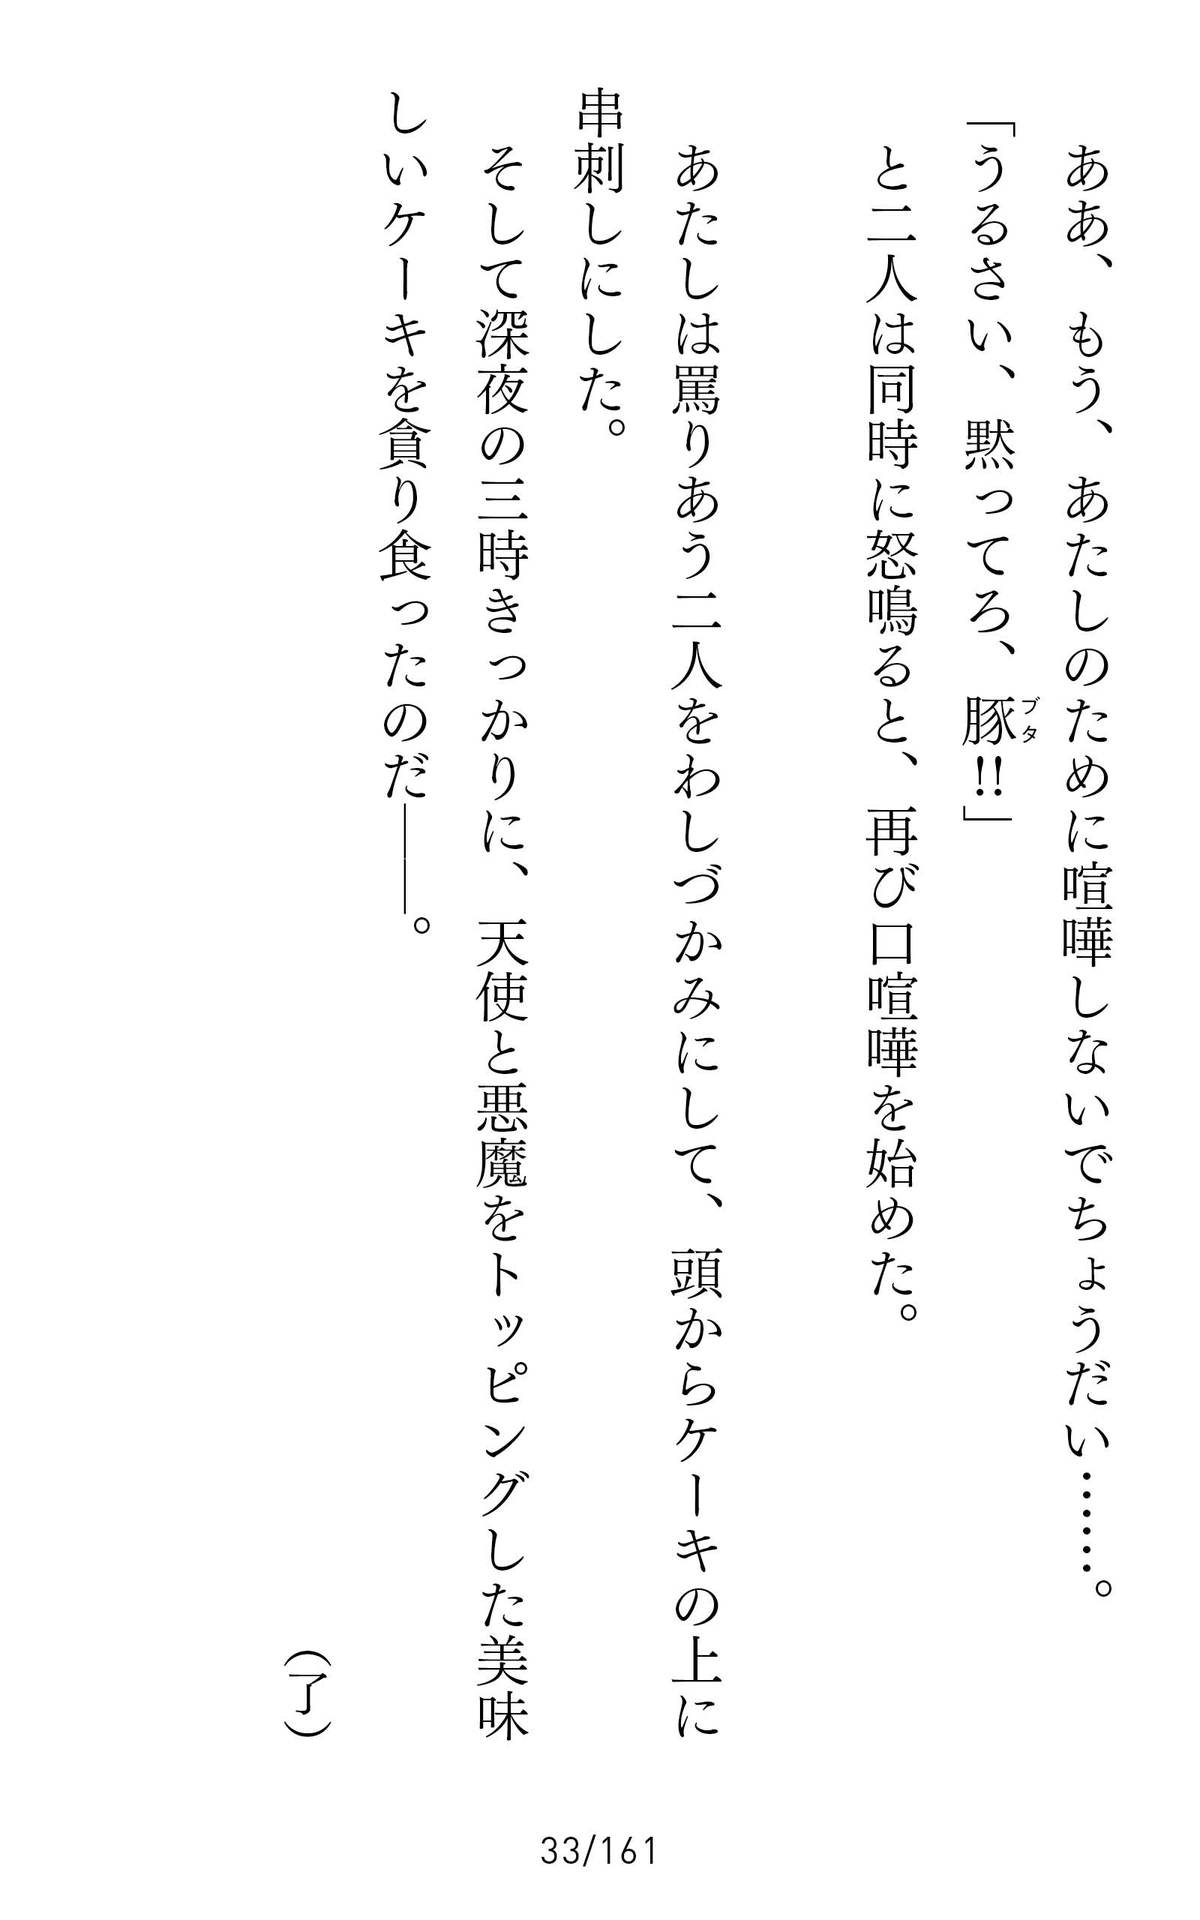 ああ、もう、あたしのために喧嘩しないでちょうだい……。
「うるさい、黙ってろ、豚ブタ!!」
と二人は同時に怒鳴ると、再び口喧嘩を始めた。
あたしは罵りあう二人をわしづかみにして、頭からケーキの上に
串刺しにした。
そして深夜の三時きっかりに、天使と悪魔をトッピングした美味
しいケーキを貪り食ったのだ――。
（了）
33/161